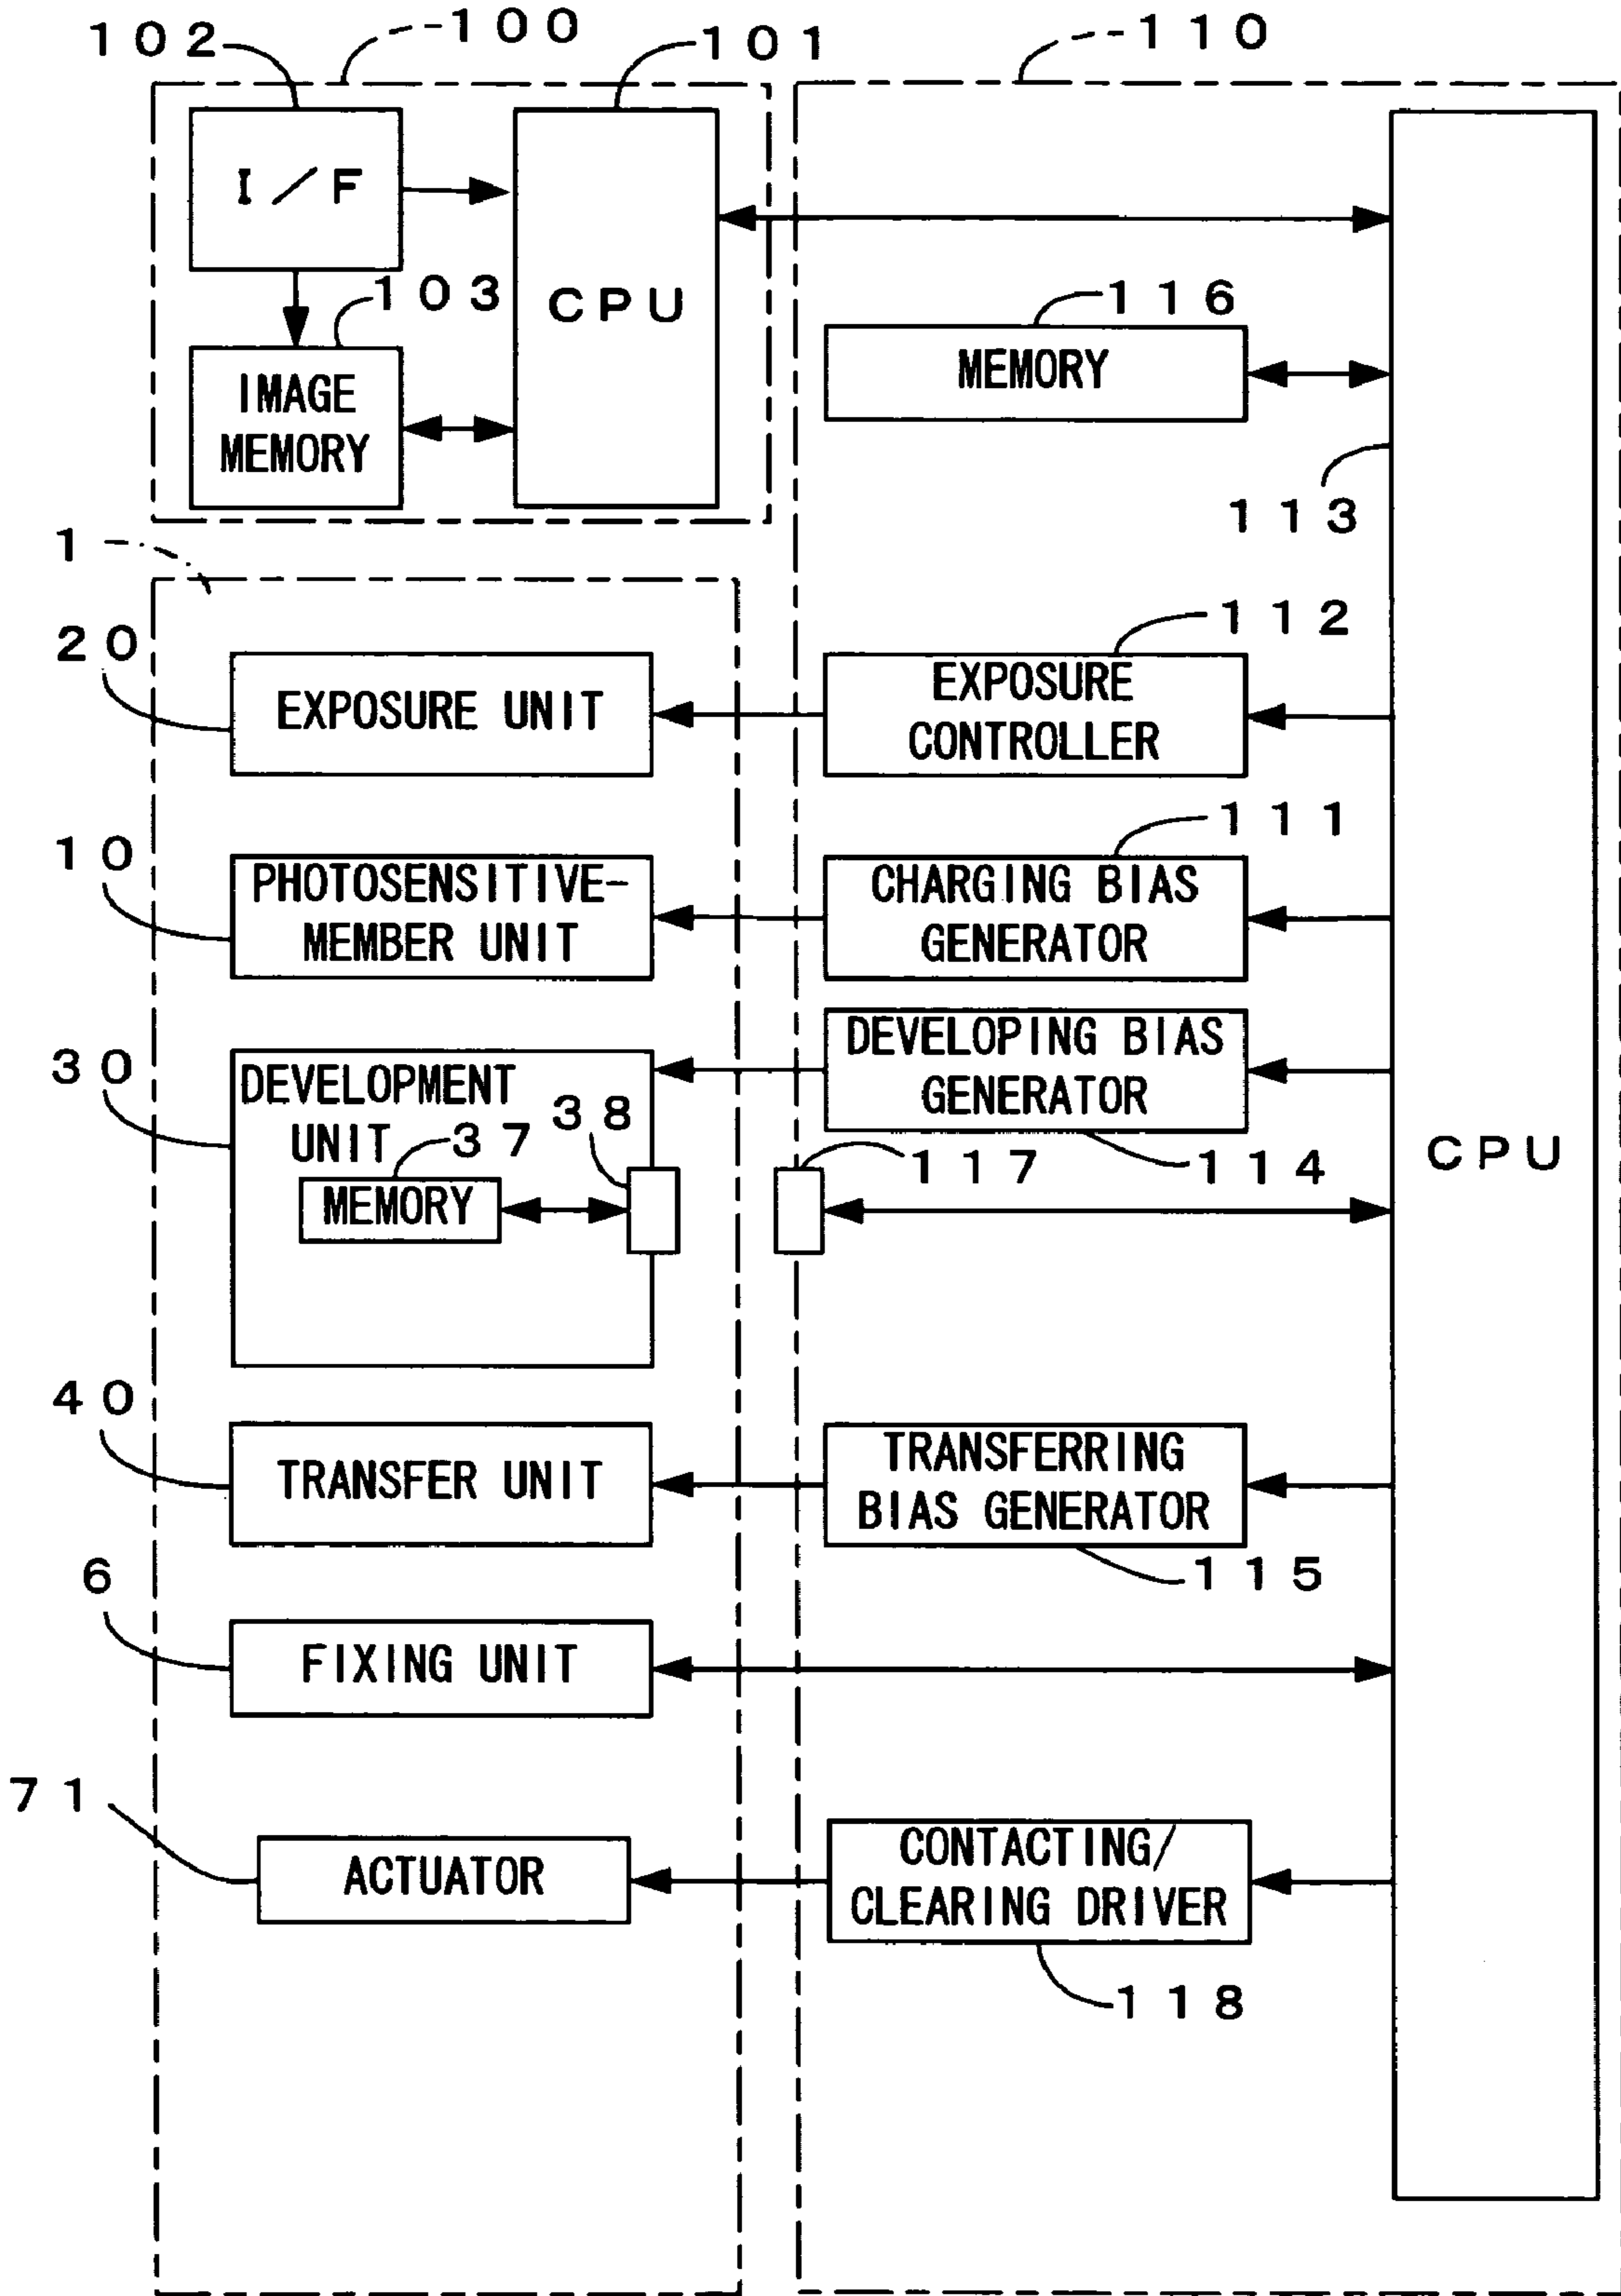 102
100
101
110
I/F
CPU
103
IMAGE
MEMORY
116
MEMORY
113
1
20
EXPOSURE UNIT
112
EXPOSURE
CONTROLLER
10
PHOTOSENSITIVE-
MEMBER UNIT
111
CHARGING BIAS
GENERATOR
30
DEVELOPMENT
UNIT
37
38
MEMORY
DEVELOPING BIAS
GENERATOR
117
114
CPU
40
TRANSFER UNIT
TRANSFERRING
BIAS GENERATOR
115
6
FIXING UNIT
71
ACTUATOR
CONTACTING/
CLEARING DRIVER
118